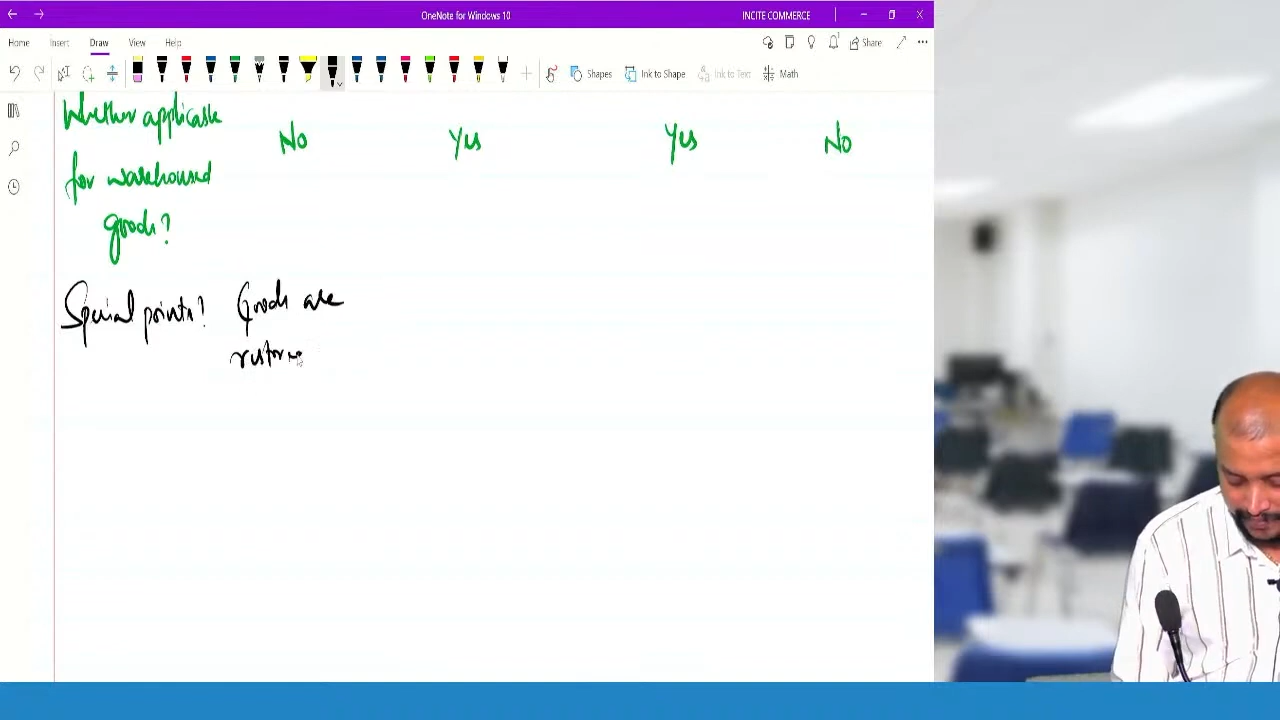 OneNote for Windows 10
INCITE COMMERCE
Home Insert Draw View Help
Share
Shapes Ink to Shape Ink to Text Math
Whether applicable No Yes Yes No
for warehoused
goods?
Special points? Goods are
restore